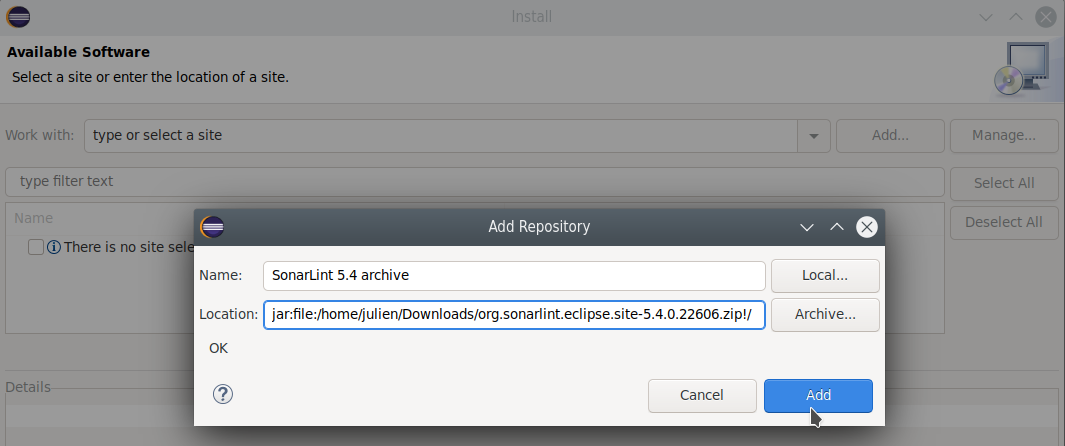 Install
Available Software
Select a site or enter the location of a site.
Work with: type or select a site Add... Manage...
type filter text Select All
Name Deselect All
There is no site sele
Add Repository
Name: SonarLint 5.4 archive Local...
Location: jar:file:/home/julien/Downloads/org.sonarlint.eclipse.site-5.4.0.22606.zip!/ Archive...
OK
Details
? Cancel Add